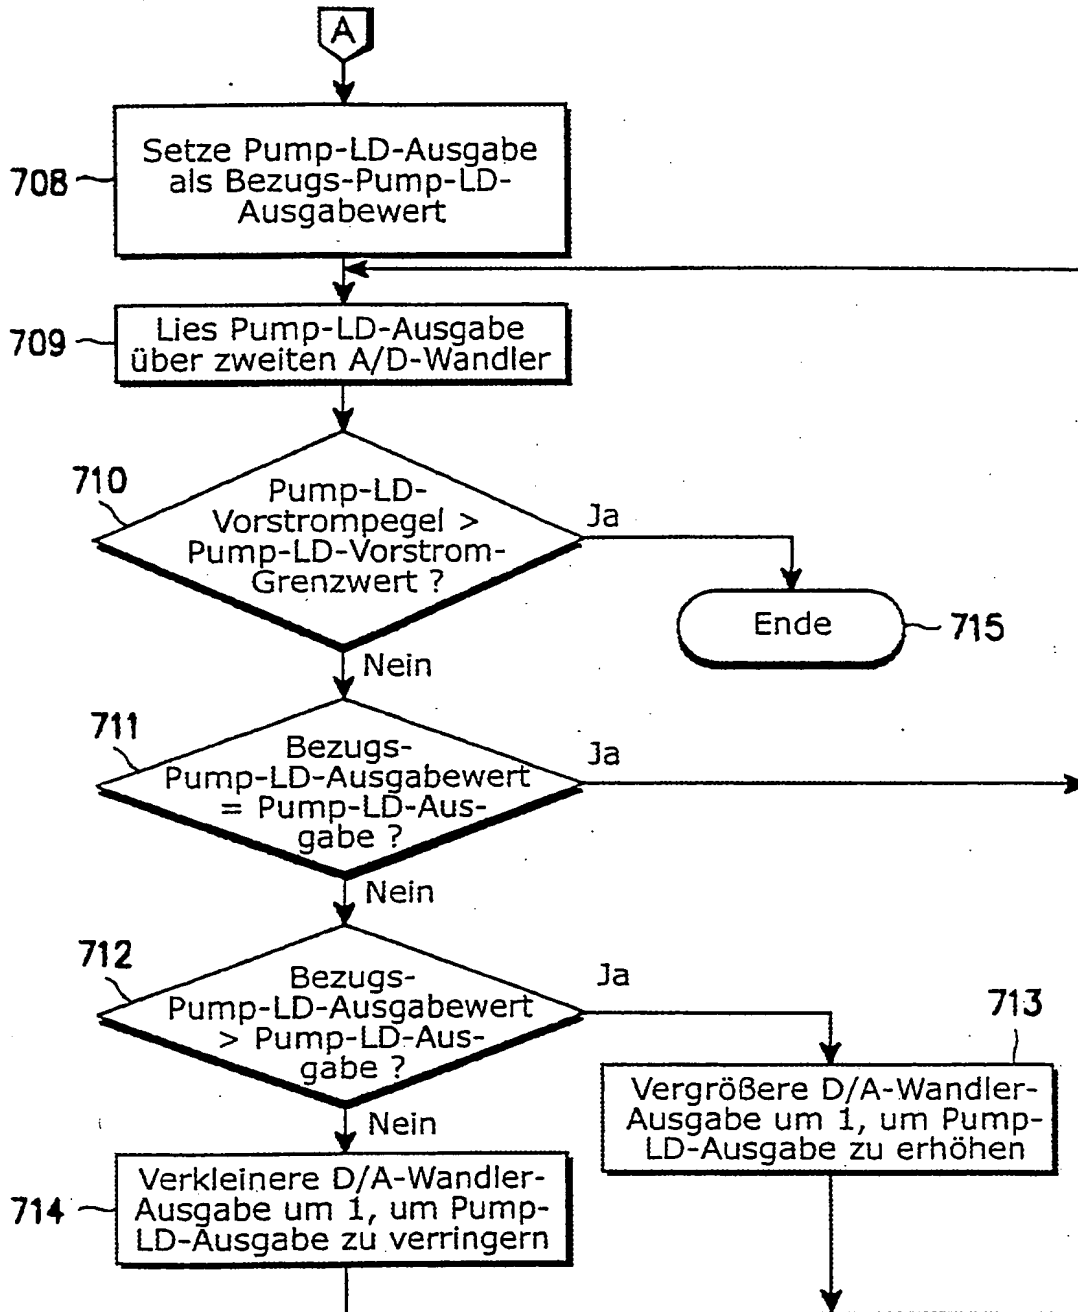 A
708
Setze Pump-LD-Ausgabe
als Bezugs-Pump-LD-
Ausgabewert
709
Lies Pump-LD-Ausgabe
über zweiten A/D-Wandler
710
Pump-LD-
Vorstrompegel >
Pump-LD-Vorstrom-
Grenzwert ?
Ja
Ende
715
Nein
711
Bezugs-
Pump-LD-Ausgabewert
= Pump-LD-Aus-
gabe ?
Ja
Nein
712
Bezugs-
Pump-LD-Ausgabewert
> Pump-LD-Aus-
gabe ?
Ja
713
Vergrößere D/A-Wandler-
Ausgabe um 1, um Pump-
LD-Ausgabe zu erhöhen
Nein
714
Verkleinere D/A-Wandler-
Ausgabe um 1, um Pump-
LD-Ausgabe zu verringern